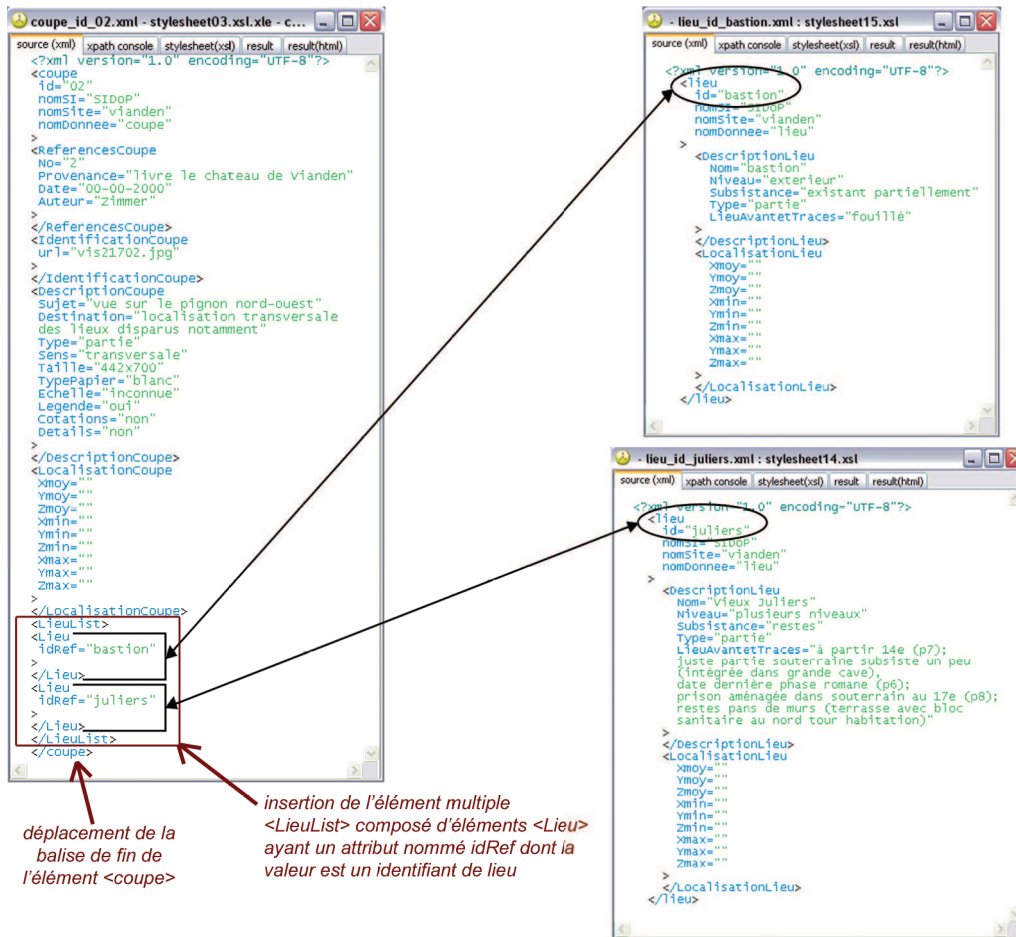 coupe_id_02.xml - stylesheet03.xsl.xle - c...
source (xml) xpath console stylesheet(xsl) result result(html)
<?xml version="1.0" encoding="UTF-8"?>
<coupe
id="02"
nomSI="SIDoP"
nomSite="vianden"
nomDonnee="coupe"
>
<ReferencesCoupe
No="2"
Provenance="livre le chateau de Vianden"
Date="00-00-2000"
Auteur="Zimmer"
>
</ReferencesCoupe>
<IdentificationCoupe
url="vis21702.jpg"
>
</IdentificationCoupe>
<DescriptionCoupe
Sujet="vue sur le pignon nord-ouest"
Destination="localisation transversale
des lieux disparus notamment"
Type="partie"
Sens="transversale"
Taille="442x700"
TypePapier="blanc"
Echelle="inconnue"
Legende="oui"
Cotations="non"
Details="non"
>
</DescriptionCoupe>
<LocalisationCoupe
Xmoy=""
Ymoy=""
Zmoy=""
Xmin=""
Ymin=""
Zmin=""
Xmax=""
Ymax=""
Zmax=""
>
</LocalisationCoupe>
<LieuList>
<Lieu
idRef="bastion"
>
</Lieu>
<Lieu
idRef="juliers"
>
</Lieu>
</LieuList>
</coupe>
déplacement de la
balise de fin de
l'élément <coupe>
insertion de l'élément multiple
<LieuList> composé d'éléments <Lieu>
ayant un attribut nommé idRef dont la
valeur est un identifiant de lieu
- lieu_id_bastion.xml : stylesheet15.xsl
source (xml) xpath console stylesheet(xsl) result result(html)
<?xml version="1.0" encoding="UTF-8"?>
<lieu
id="bastion"
nomSI="SIDoP"
nomSite="vianden"
nomDonnee="lieu"
>
<DescriptionLieu
Nom="bastion"
Niveau="exterieur"
Subsistance="existant partiellement"
Type="partie"
LieuAvantetTraces="fouillé"
>
</DescriptionLieu>
<LocalisationLieu
Xmoy=""
Ymoy=""
Zmoy=""
Xmin=""
Ymin=""
Zmin=""
Xmax=""
Ymax=""
Zmax=""
>
</LocalisationLieu>
</lieu>
- lieu_id_juliers.xml : stylesheet14.xsl
source (xml) xpath console stylesheet(xsl) result result(html)
<?xml version="1.0" encoding="UTF-8"?>
<lieu
id="juliers"
nomSI="SIDoP"
nomSite="vianden"
nomDonnee="lieu"
>
<DescriptionLieu
Nom="Vieux Juliers"
Niveau="plusieurs niveaux"
Subsistance="restes"
Type="partie"
LieuAvantetTraces="à partir 14e (p7);
juste partie souterraine subsiste un peu
(intégrée dans grande cave),
date dernière phase romane (p6);
prison aménagée dans souterrain au 17e (p8);
restes pans de murs (terrasse avec bloc
sanitaire au nord tour habitation)"
>
</DescriptionLieu>
<LocalisationLieu
Xmoy=""
Ymoy=""
Zmoy=""
Xmin=""
Ymin=""
Zmin=""
Xmax=""
Ymax=""
Zmax=""
>
</LocalisationLieu>
</lieu>